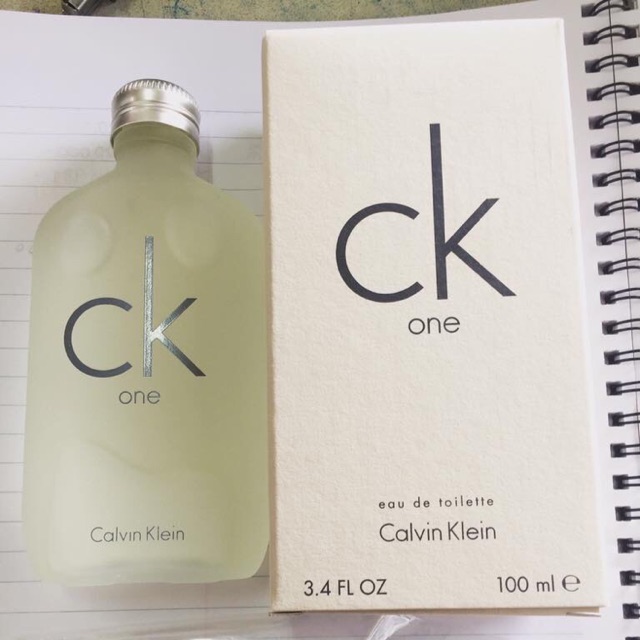 ck
one
Calvin Klein
ck
one
eau de toilette
Calvin Klein
3.4 FL OZ 100 ml ℮